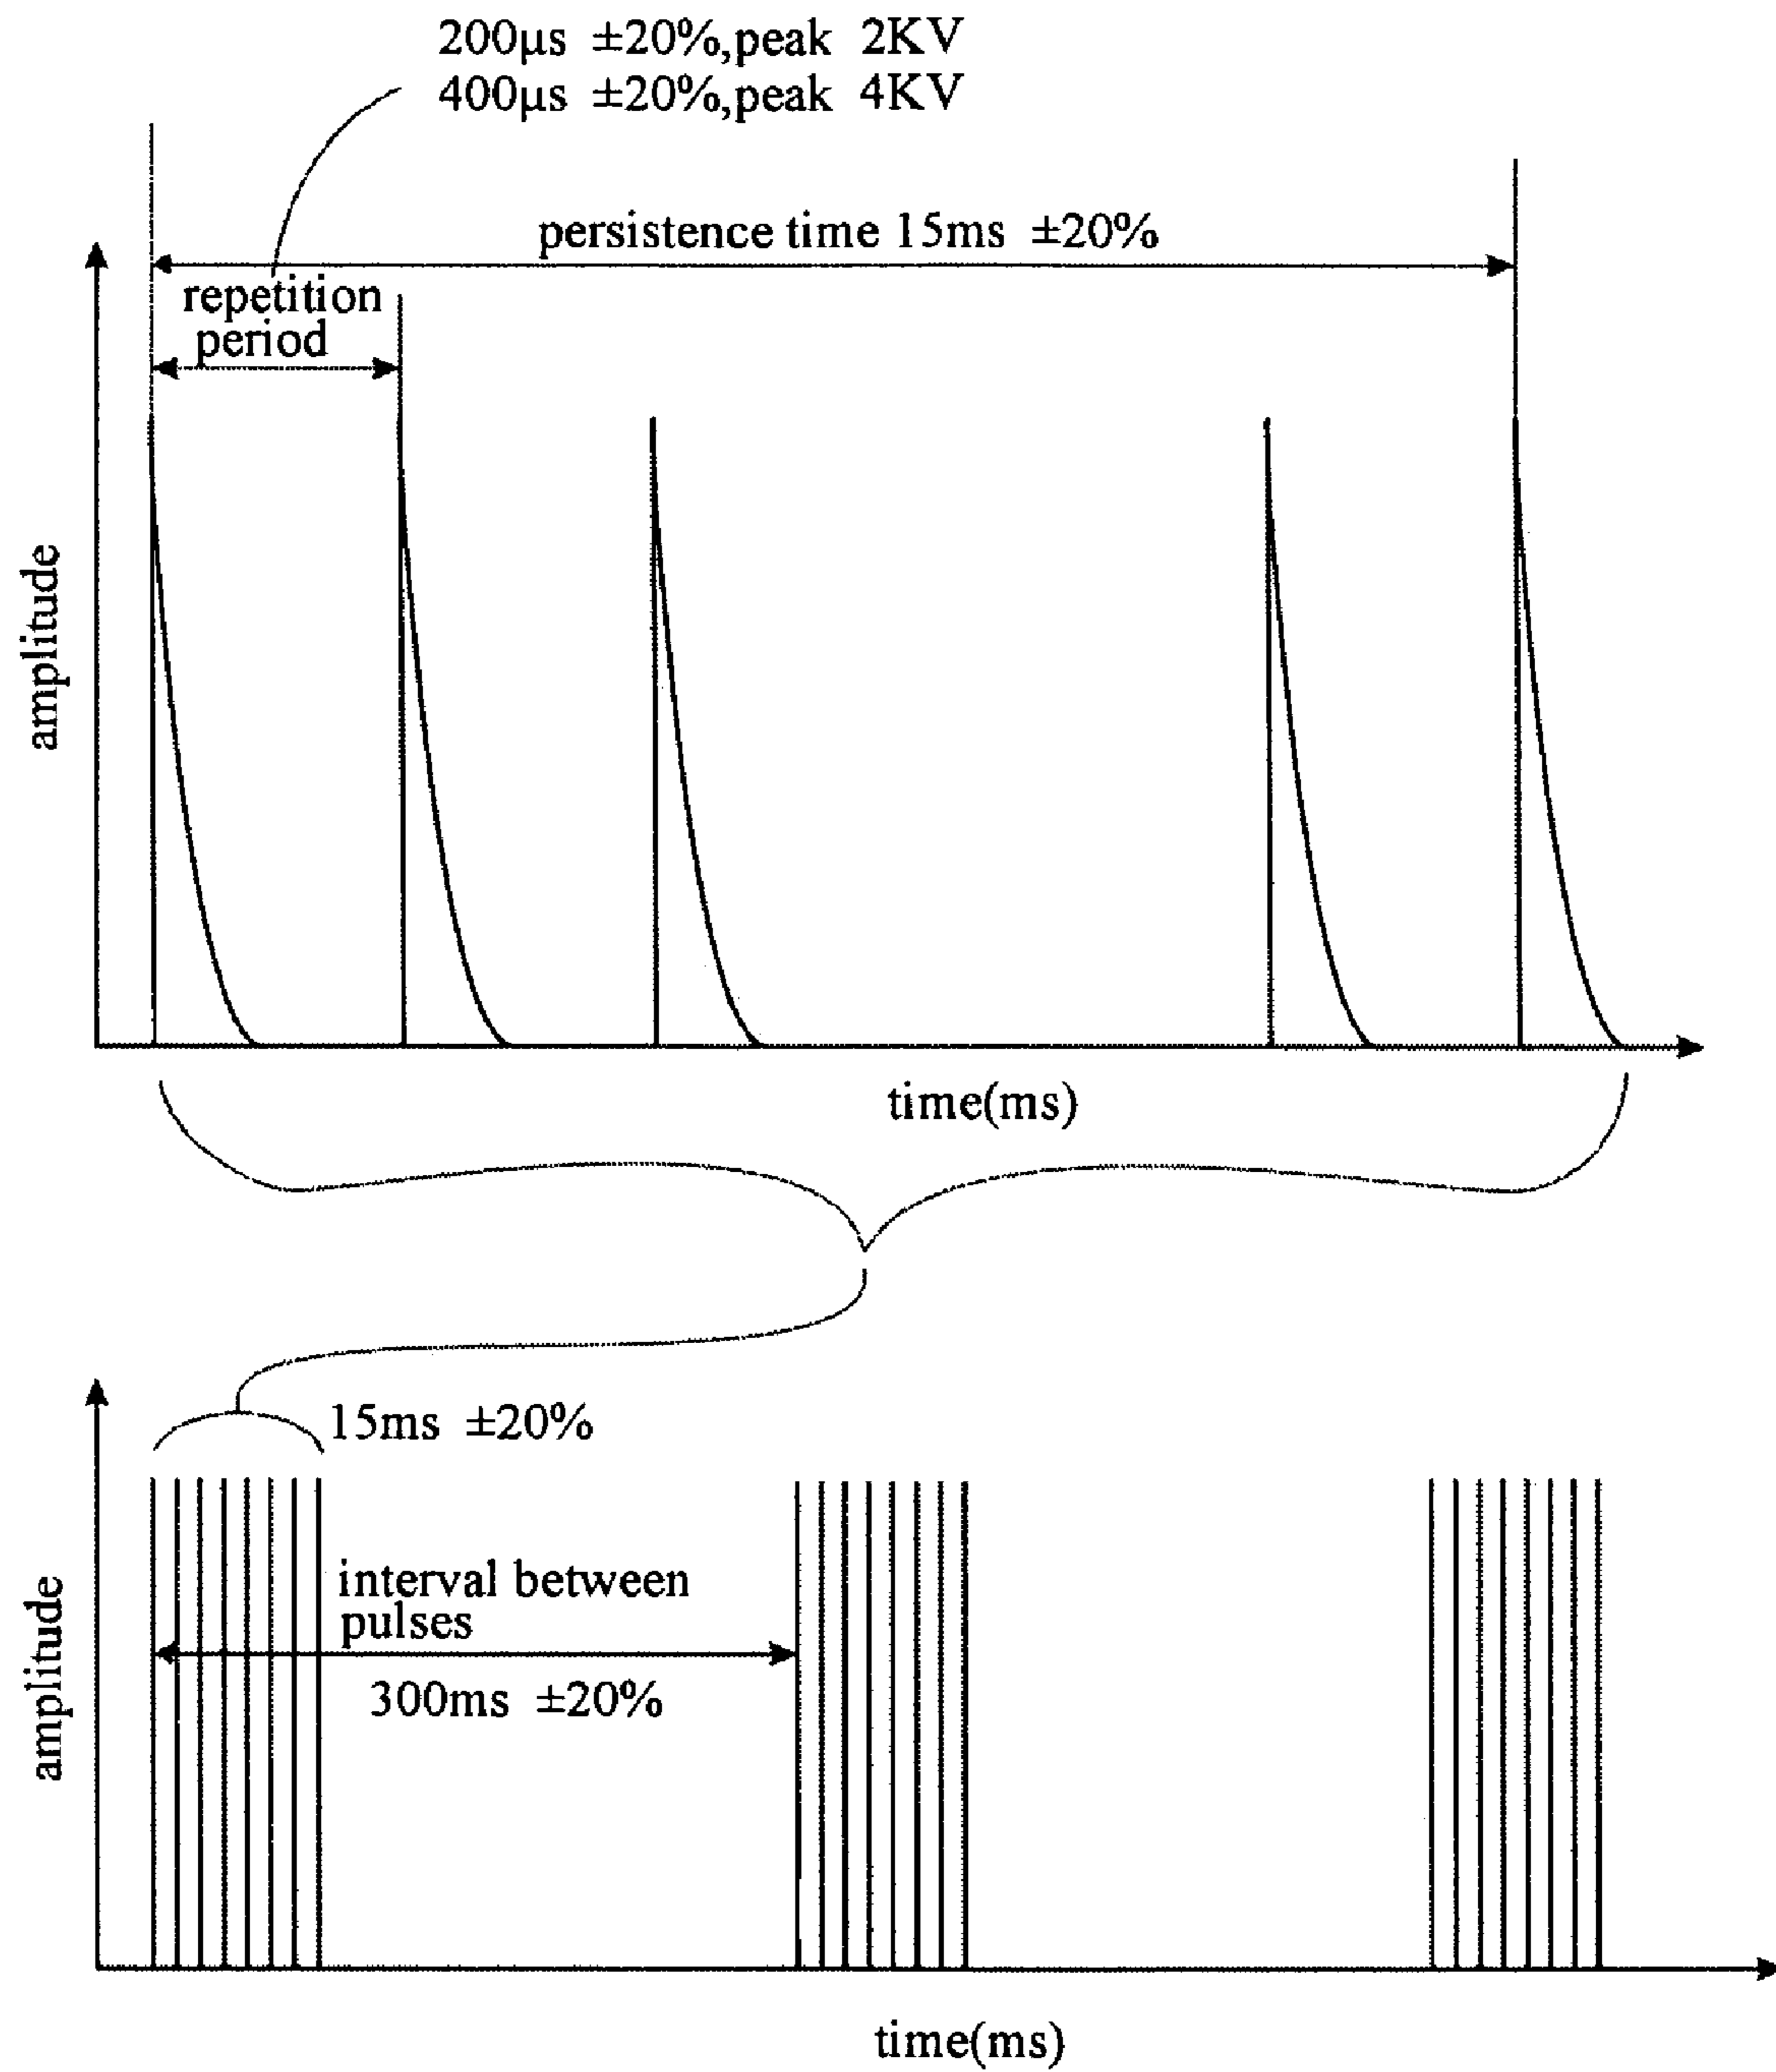 200μs ±20%,peak 2KV
400μs ±20%,peak 4KV
persistence time 15ms ±20%
repetition
period
amplitude
time(ms)
15ms ±20%
interval between
pulses
300ms ±20%
amplitude
time(ms)